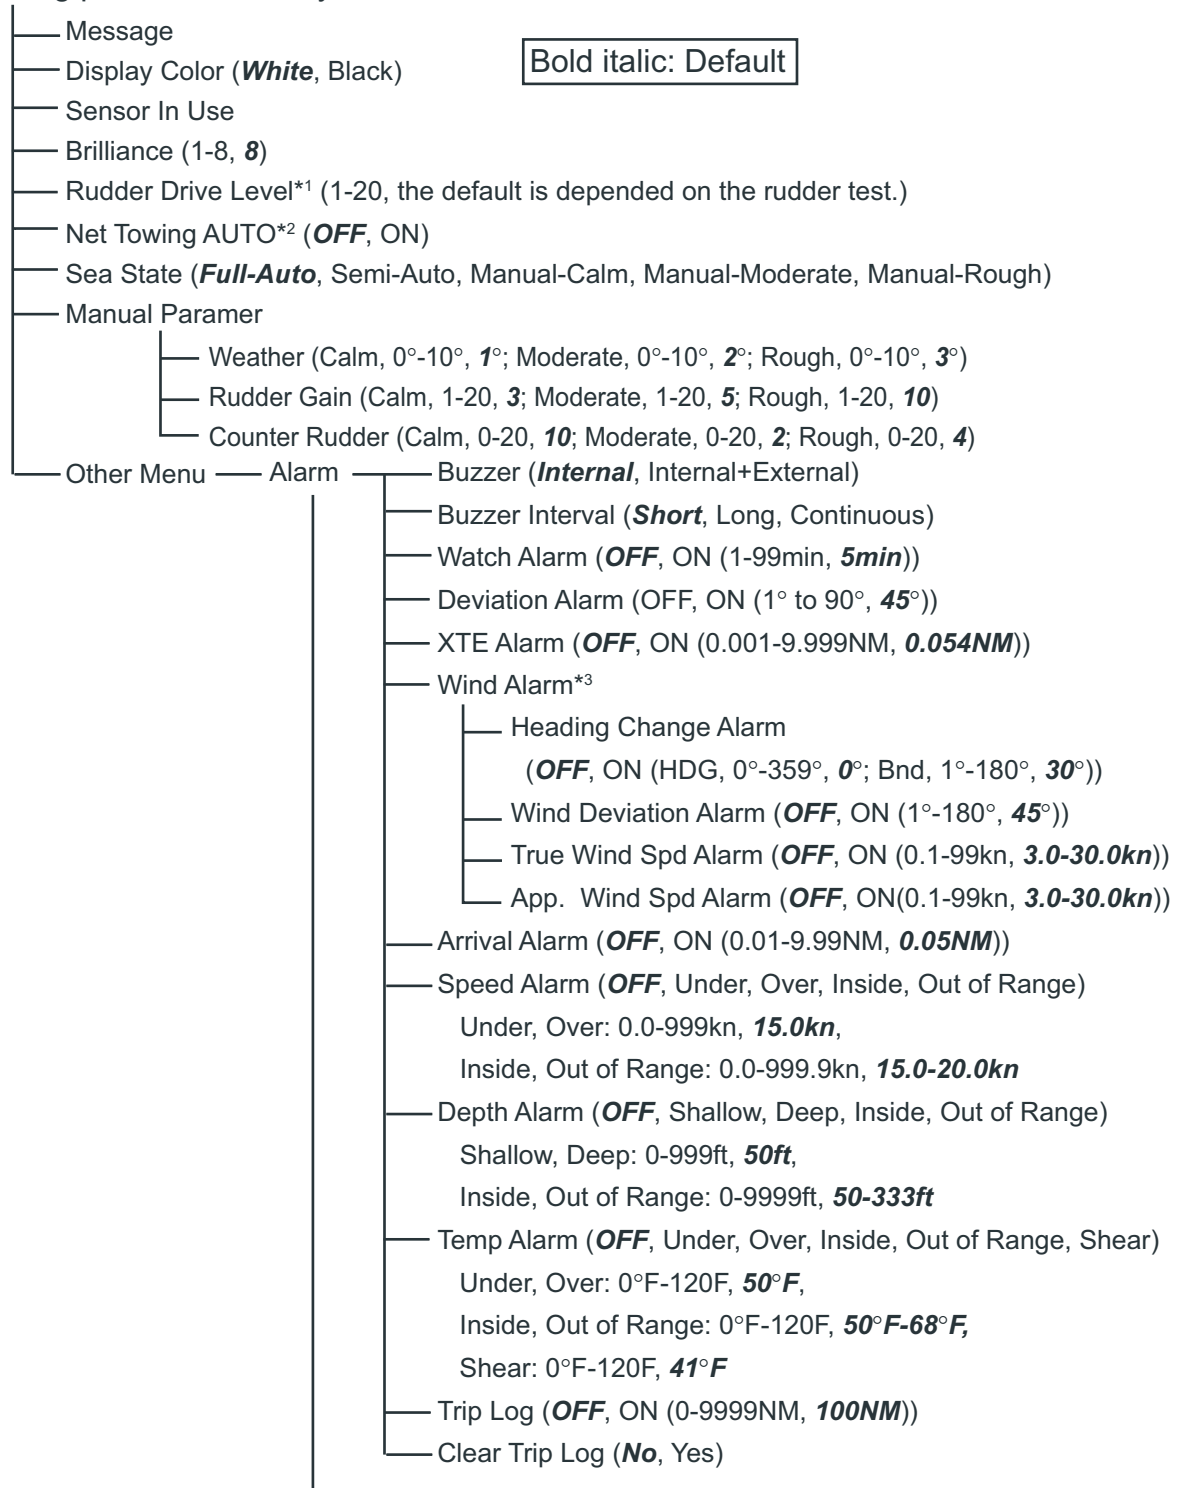 Message
Bold italic: Default
Display Color (White, Black)
Sensor In Use
Brilliance (1-8, 8)
Rudder Drive Level*1 (1-20, the default is depended on the rudder test.)
Net Towing AUTO*2 (OFF, ON)
Sea State (Full-Auto, Semi-Auto, Manual-Calm, Manual-Moderate, Manual-Rough)
Manual Paramer
Weather (Calm, 0°-10°, 1°; Moderate, 0°-10°, 2°; Rough, 0°-10°, 3°)
Rudder Gain (Calm, 1-20, 3; Moderate, 1-20, 5; Rough, 1-20, 10)
Counter Rudder (Calm, 0-20, 10; Moderate, 0-20, 2; Rough, 0-20, 4)
Other Menu Alarm Buzzer (Internal, Internal+External)
Buzzer Interval (Short, Long, Continuous)
Watch Alarm (OFF, ON (1-99min, 5min))
Deviation Alarm (OFF, ON (1° to 90°, 45°))
XTE Alarm (OFF, ON (0.001-9.999NM, 0.054NM))
Wind Alarm*3
Heading Change Alarm
(OFF, ON (HDG, 0°-359°, 0°; Bnd, 1°-180°, 30°))
Wind Deviation Alarm (OFF, ON (1°-180°, 45°))
True Wind Spd Alarm (OFF, ON (0.1-99kn, 3.0-30.0kn))
App. Wind Spd Alarm (OFF, ON(0.1-99kn, 3.0-30.0kn))
Arrival Alarm (OFF, ON (0.01-9.99NM, 0.05NM))
Speed Alarm (OFF, Under, Over, Inside, Out of Range)
Under, Over: 0.0-999kn, 15.0kn,
Inside, Out of Range: 0.0-999.9kn, 15.0-20.0kn
Depth Alarm (OFF, Shallow, Deep, Inside, Out of Range)
Shallow, Deep: 0-999ft, 50ft,
Inside, Out of Range: 0-9999ft, 50-333ft
Temp Alarm (OFF, Under, Over, Inside, Out of Range, Shear)
Under, Over: 0°F-120F, 50°F,
Inside, Out of Range: 0°F-120F, 50°F-68°F,
Shear: 0°F-120F, 41°F
Trip Log (OFF, ON (0-9999NM, 100NM))
Clear Trip Log (No, Yes)